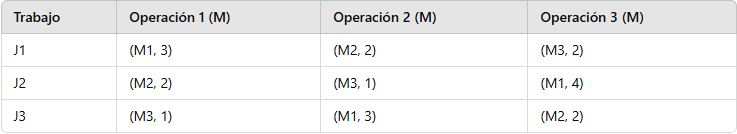 Trabajo Operación 1 (M) Operación 2 (M) Operación 3 (M)
J1 (M1, 3) (M2, 2) (M3, 2)
J2 (M2, 2) (M3, 1) (M1, 4)
J3 (M3, 1) (M1, 3) (M2, 2)